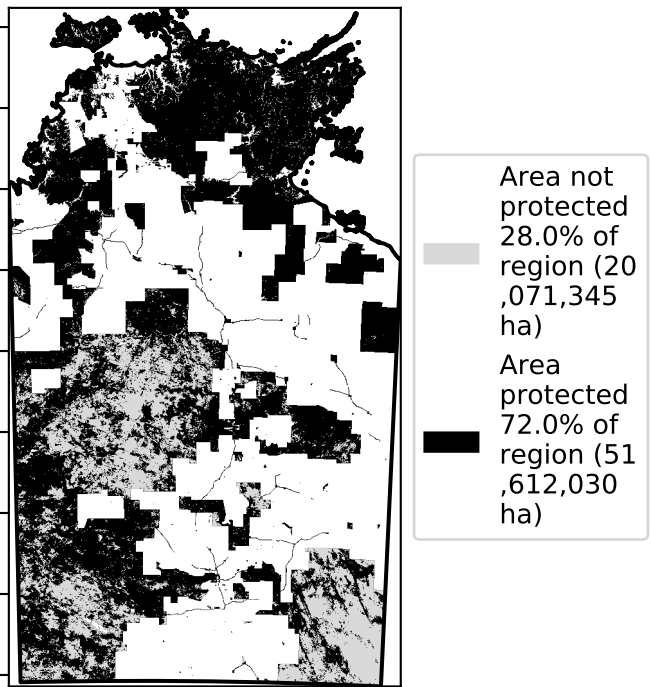 Area not
protected
28.0% of
region (20
,071,345
ha)
Area
protected
72.0% of
region (51
,612,030
ha)